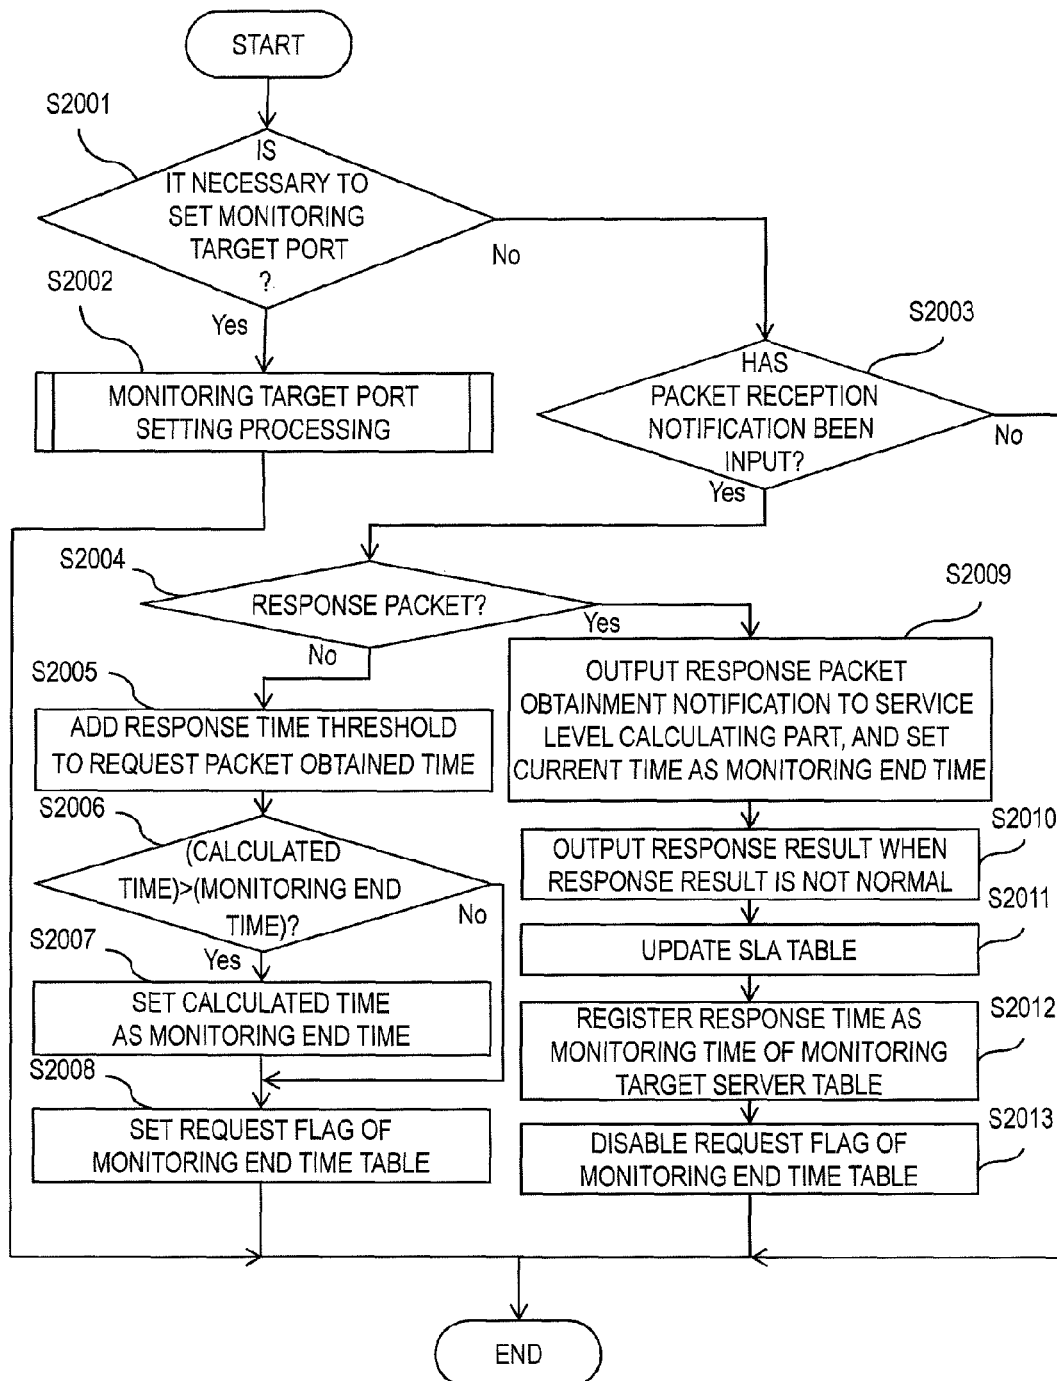 START
S2001
IS
IT NECESSARY TO
SET MONITORING
TARGET PORT
?
No
Yes
S2002
MONITORING TARGET PORT
SETTING PROCESSING
S2003
HAS
PACKET RECEPTION
NOTIFICATION BEEN
INPUT?
No
Yes
S2004
RESPONSE PACKET?
Yes
No
S2005
ADD RESPONSE TIME THRESHOLD
TO REQUEST PACKET OBTAINED TIME
S2006
(CALCULATED
TIME)>(MONITORING END
TIME)?
No
Yes
S2007
SET CALCULATED TIME
AS MONITORING END TIME
S2008
SET REQUEST FLAG OF
MONITORING END TIME TABLE
S2009
OUTPUT RESPONSE PACKET
OBTAINMENT NOTIFICATION TO SERVICE
LEVEL CALCULATING PART, AND SET
CURRENT TIME AS MONITORING END TIME
S2010
OUTPUT RESPONSE RESULT WHEN
RESPONSE RESULT IS NOT NORMAL
S2011
UPDATE SLA TABLE
S2012
REGISTER RESPONSE TIME AS
MONITORING TIME OF MONITORING
TARGET SERVER TABLE
S2013
DISABLE REQUEST FLAG OF
MONITORING END TIME TABLE
END